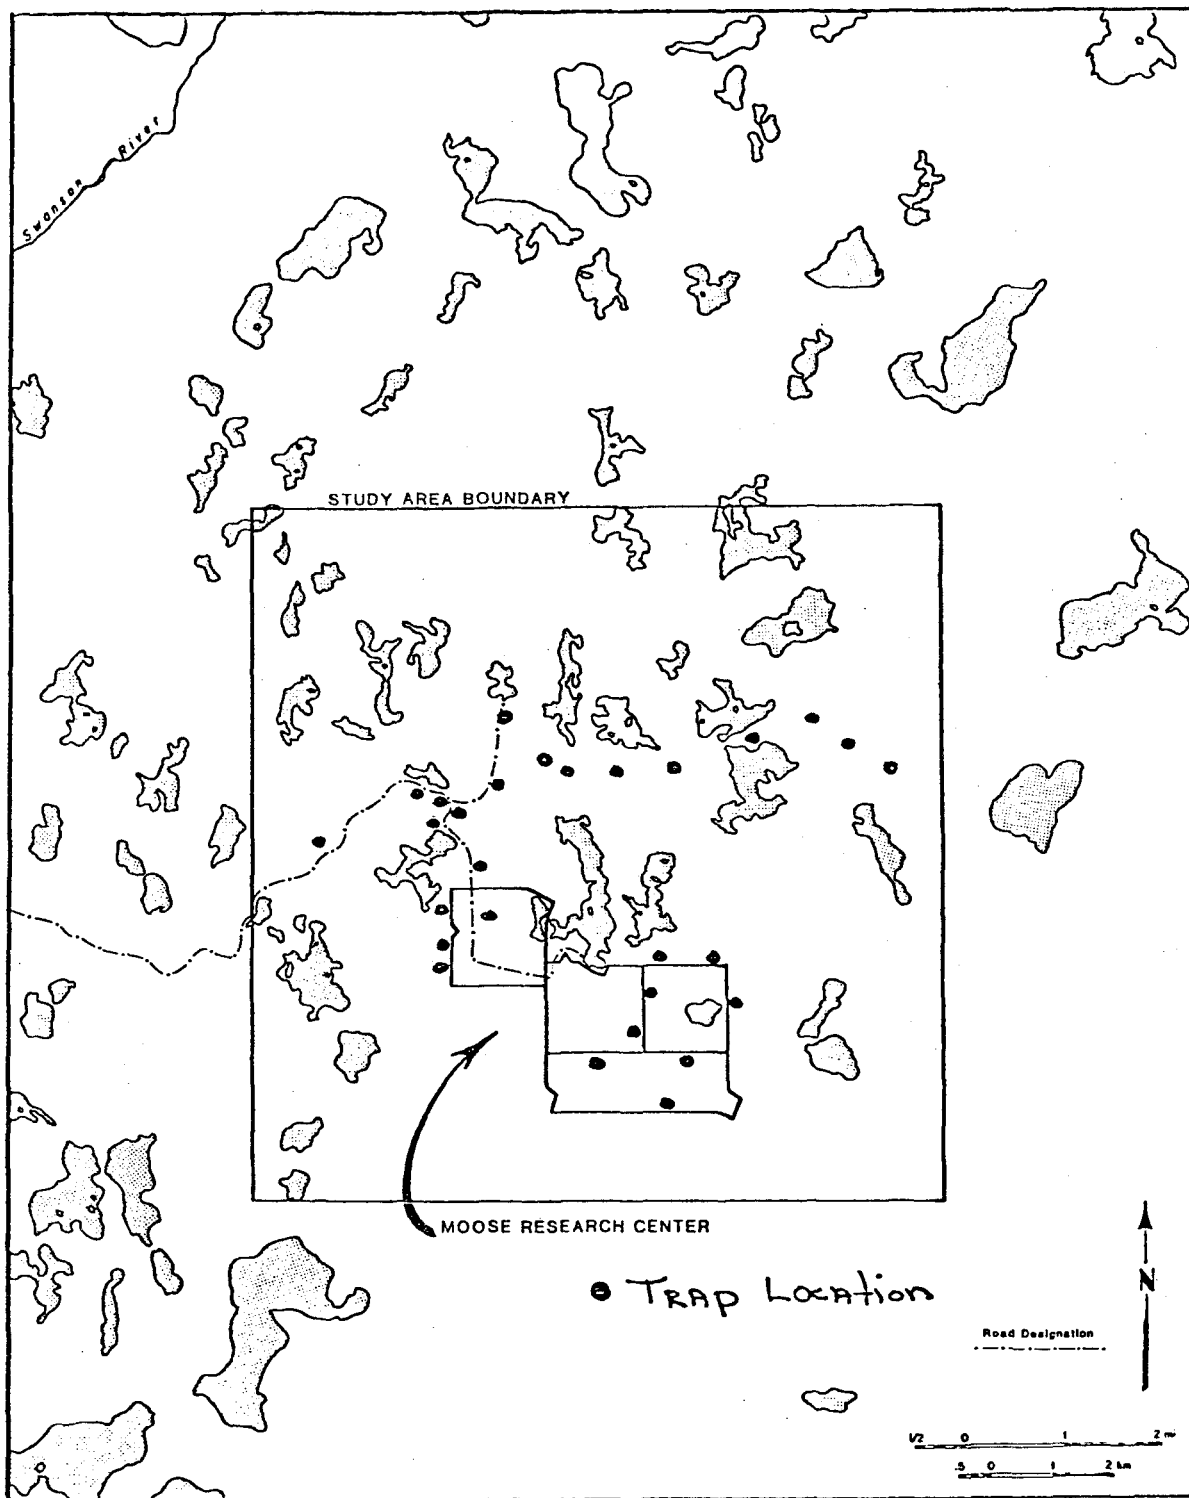 Swanson River
STUDY AREA BOUNDARY
MOOSE RESEARCH CENTER
TRAP LOCATION
N
Road Designation
1/2 0 1 2 mi
.5 0 1 2 km